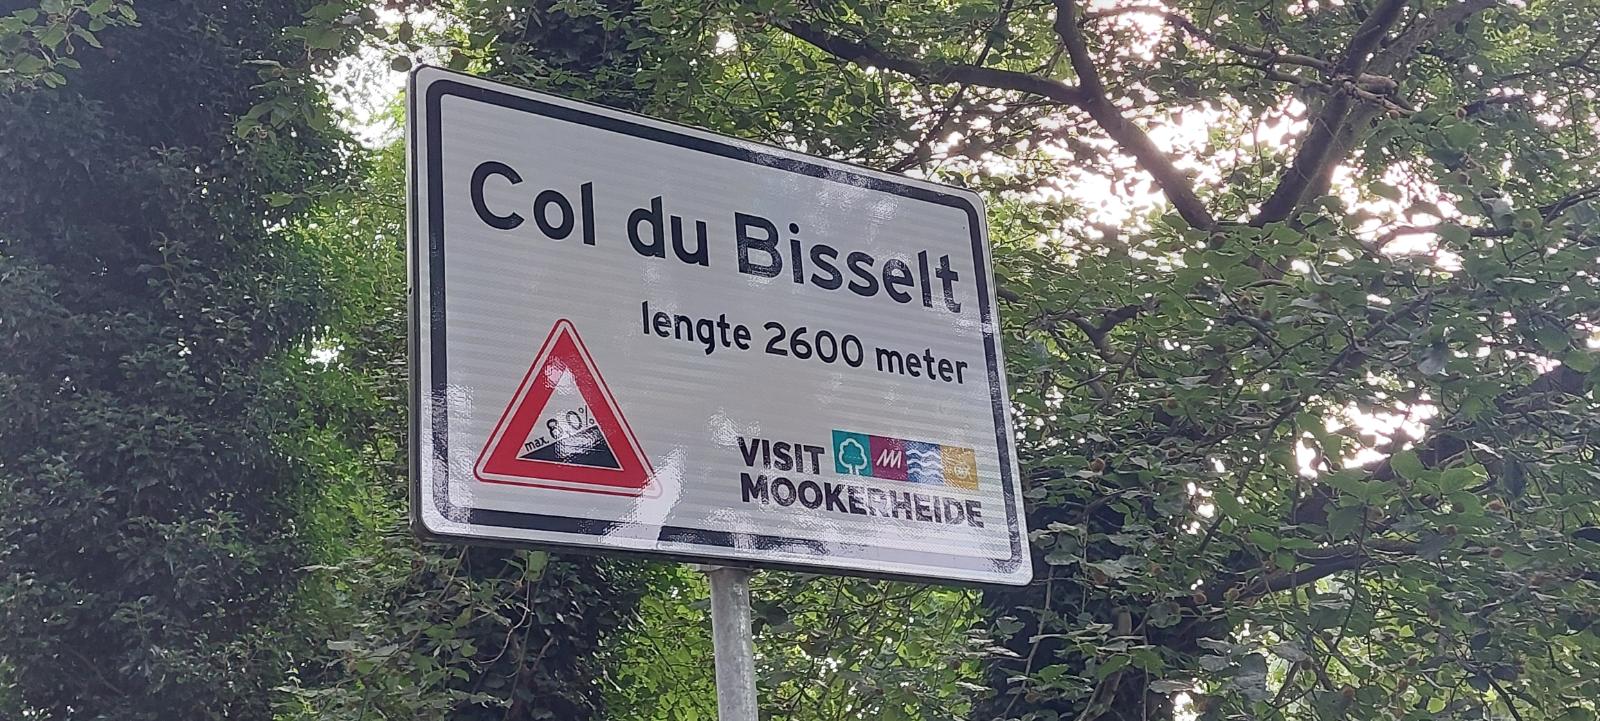 Col du Bisselt
lengte 2600 meter
max. 8,0%
VISIT
MOOKERHEIDE